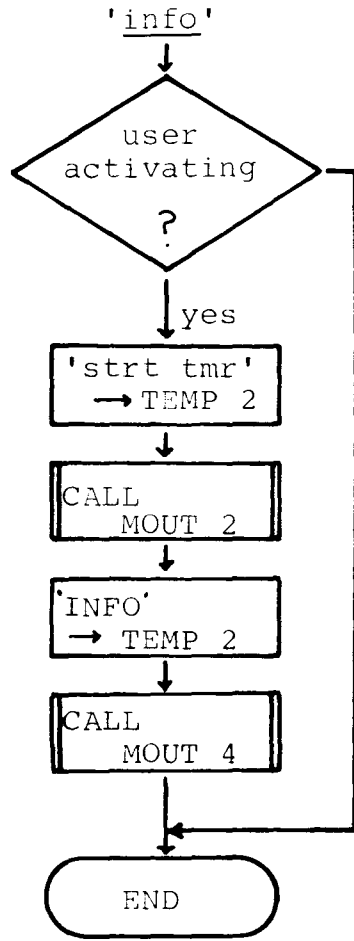 'info'
user
activating
?
yes
'strt tmr'
→ TEMP 2
CALL
MOUT 2
'INFO'
→ TEMP 2
CALL
MOUT 4
END